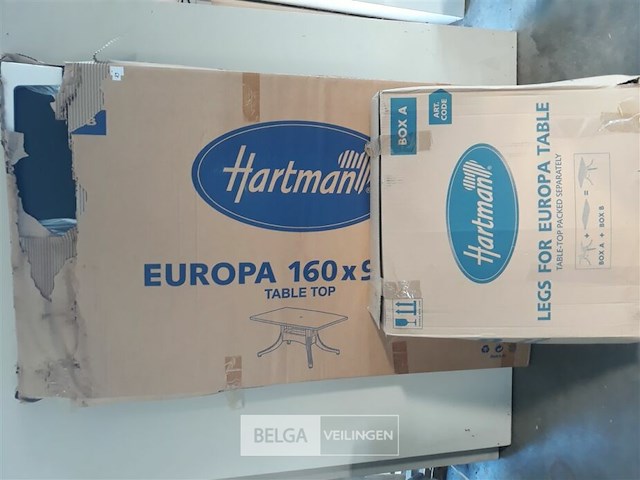 Hartman
EUROPA 160 x 9
TABLE TOP
BOX A
ART.
CODE
Hartman
LEGS FOR EUROPA TABLE
TABLE-TOP PACKED SEPARATELY
BOX A + BOX B
BELGA VEILINGEN